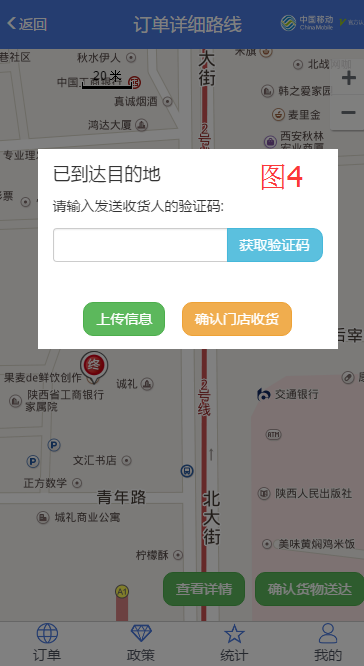 返回
订单详细路线
中国移动
China Mobile
秋水伊人
米旗
北战
中国工商银行
20米
大街
韩之爱家居
真诚烟酒
麦里金
鸿达大厦
2号
西安秋林
专业理
图4
已到达目的地
请输入发送收货人的验证码:
获取验证码
上传信息
确认门店收货
后宰
终
果麦de鲜饮创作
诚礼
陕西省工商银行
家属院
2号线
交通银行
ATM
P
P
文汇书店
正方数学
青年路
北大街
陕西人民出版社
城礼商业公寓
美味黄焖鸡米饭
柠檬酥
查看详情
确认货物送达
A1
订单
政策
统计
我的